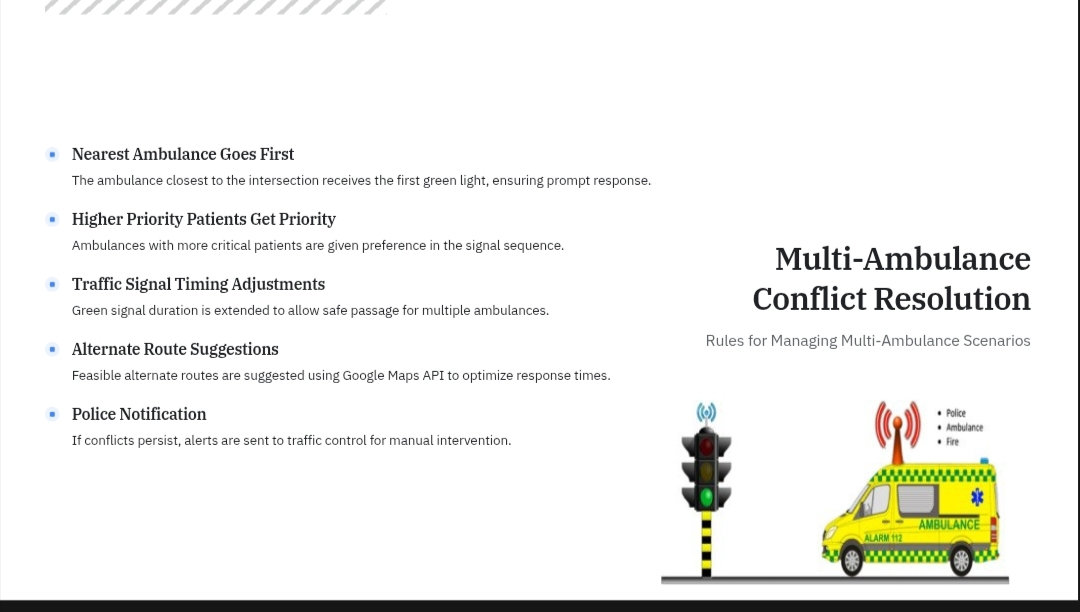 Nearest Ambulance Goes First
The ambulance closest to the intersection receives the first green light, ensuring prompt response.
Higher Priority Patients Get Priority
Ambulances with more critical patients are given preference in the signal sequence.
Traffic Signal Timing Adjustments
Green signal duration is extended to allow safe passage for multiple ambulances.
Alternate Route Suggestions
Feasible alternate routes are suggested using Google Maps API to optimize response times.
Police Notification
If conflicts persist, alerts are sent to traffic control for manual intervention.
Multi-Ambulance
Conflict Resolution
Rules for Managing Multi-Ambulance Scenarios
• Police
• Ambulance
• Fire
AMBULANCE
ALARM 112